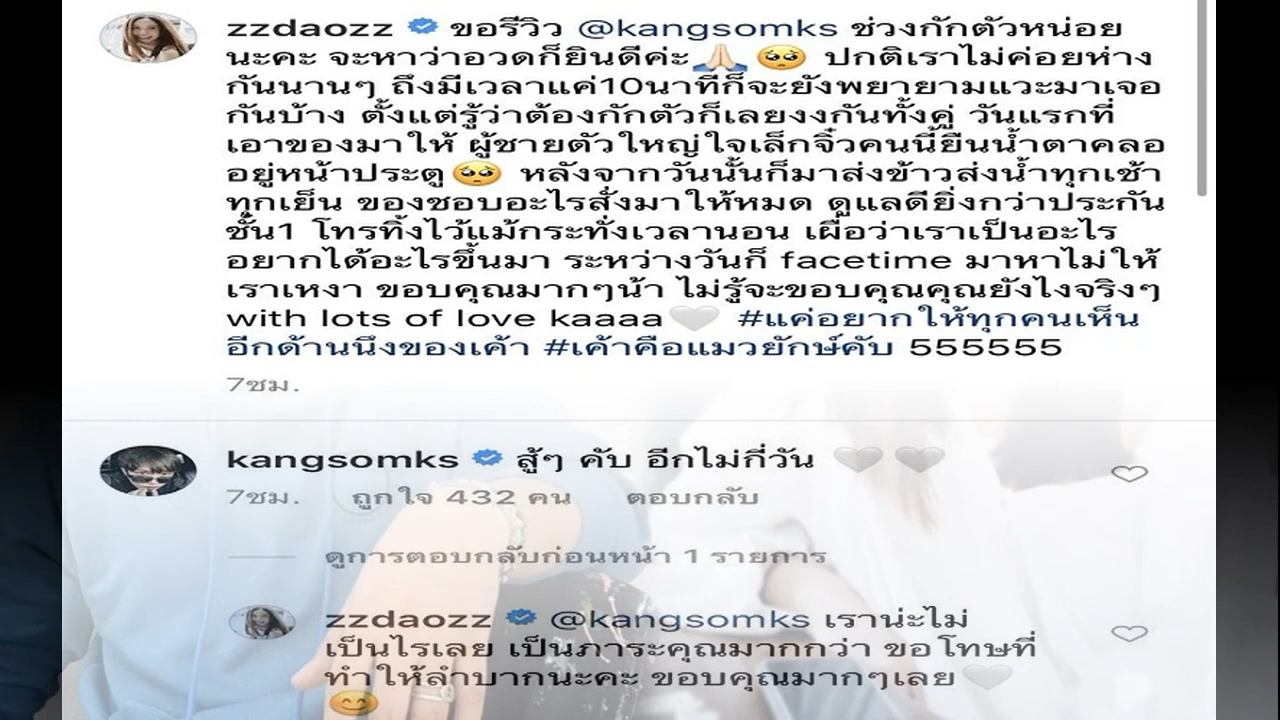 zzdaozz ขอรีวิว @kangsomks ช่วงกักตัวหน่อย
นะคะ จะหาว่าอวดก็ยินดีค่ะ🙏🏻🥺 ปกติเราไม่ค่อยห่าง
กันนานๆ ถึงมีเวลาแค่10นาทีก็จะยังพยายามแวะมาเจอ
กันบ้าง ตั้งแต่รู้ว่าต้องกักตัวก็เลยงงกันทั้งคู่ วันแรกที่
เอาของมาให้ ผู้ชายตัวใหญ่ใจเล็กจิ๋วคนนี้ยืนน้ำตาคลอ
อยู่หน้าประตู🥺 หลังจากวันนั้นก็มาส่งข้าวส่งน้ำทุกเช้า
ทุกเย็น ของชอบอะไรสั่งมาให้หมด ดูแลดียิ่งกว่าประกัน
ชั้น1 โทรทิ้งไว้แม้กระทั่งเวลานอน เผื่อว่าเราเป็นอะไร
อยากได้อะไรขึ้นมา ระหว่างวันก็ facetime มาหาไม่ให้
เราเหงา ขอบคุณมากๆน้า ไม่รู้จะขอบคุณคุณยังไงจริงๆ
with lots of love kaaaa🤍 #แค่อยากให้ทุกคนเห็น
อีกด้านนึงของเค้า #เค้าคือแมวยักษ์คับ 555555
7ชม.
kangsomks สู้ๆ คับ อีกไม่กี่วัน 🤍🤍
7ชม. ถูกใจ 432 คน ตอบกลับ
ดูการตอบกลับก่อนหน้า 1 รายการ
zzdaozz @kangsomks เราน่ะไม่
เป็นไรเลย เป็นภาระคุณมากกว่า ขอโทษที่
ทำให้ลำบากนะคะ ขอบคุณมากๆเลย🤍
😊